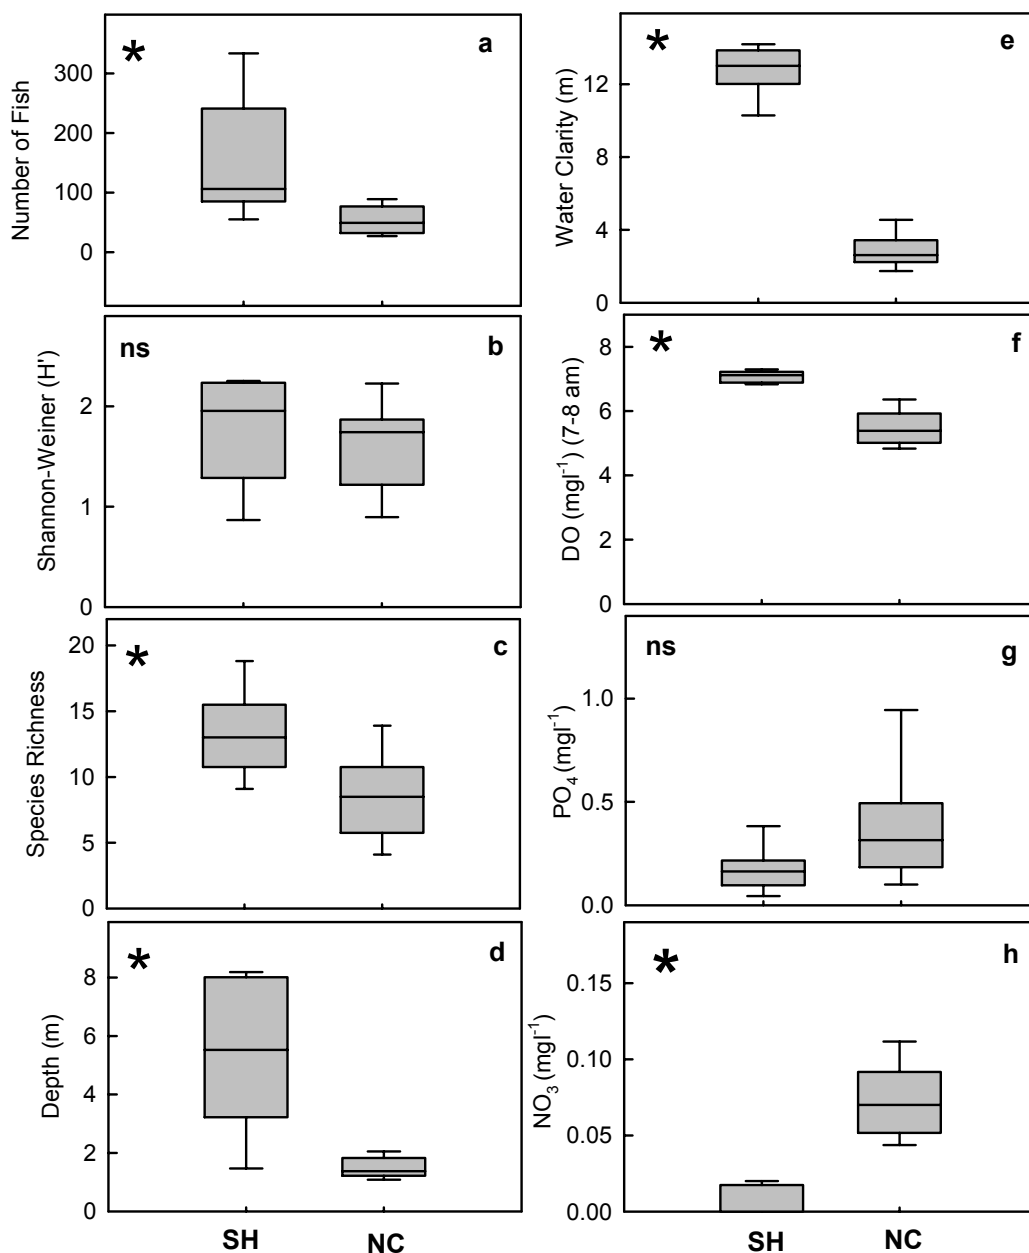 *
a
Number of Fish
300
200
100
0
ns
b
Shannon-Weiner (H')
2
1
0
*
c
Species Richness
20
15
10
5
0
*
d
Depth (m)
8
6
4
2
0
SH
NC
*
e
Water Clarity (m)
12
8
4
0
*
f
DO (mgl⁻¹) (7-8 am)
8
6
4
2
0
ns
g
PO₄ (mgl⁻¹)
1.0
0.5
0.0
*
h
NO₃ (mgl⁻¹)
0.15
0.10
0.05
0.00
SH
NC